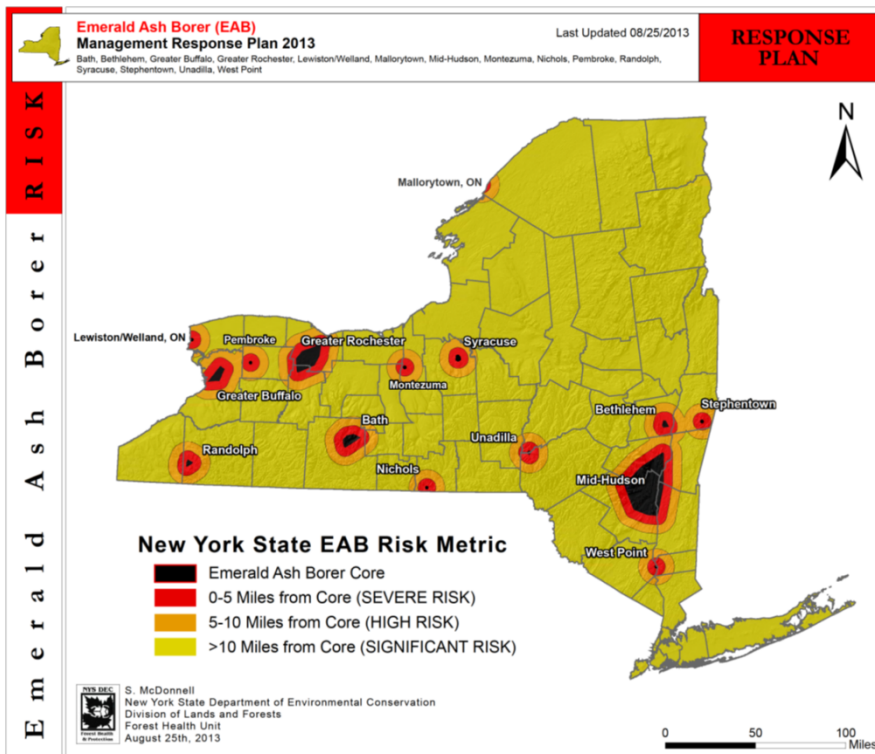 Emerald Ash Borer (EAB)
Management Response Plan 2013
Bath, Bethlehem, Greater Buffalo, Greater Rochester, Lewiston/Welland, Mallorytown, Mid-Hudson, Montezuma, Nichols, Pembroke, Randolph,
Syracuse, Stephentown, Unadilla, West Point
Last Updated 08/25/2013
RESPONSE
PLAN
Emerald Ash Borer RISK
N
Mallorytown, ON
Lewiston/Welland, ON
Pembroke
Greater Rochester
Syracuse
Montezuma
Greater Buffalo
Bethlehem
Stephentown
Bath
Unadilla
Randolph
Nichols
Mid-Hudson
West Point
New York State EAB Risk Metric
Emerald Ash Borer Core
0-5 Miles from Core (SEVERE RISK)
5-10 Miles from Core (HIGH RISK)
>10 Miles from Core (SIGNIFICANT RISK)
NYS DEC
Forest Health
S. McDonnell
New York State Department of Environmental Conservation
Division of Lands and Forests
Forest Health Unit
August 25th, 2013
0 50 100
Miles